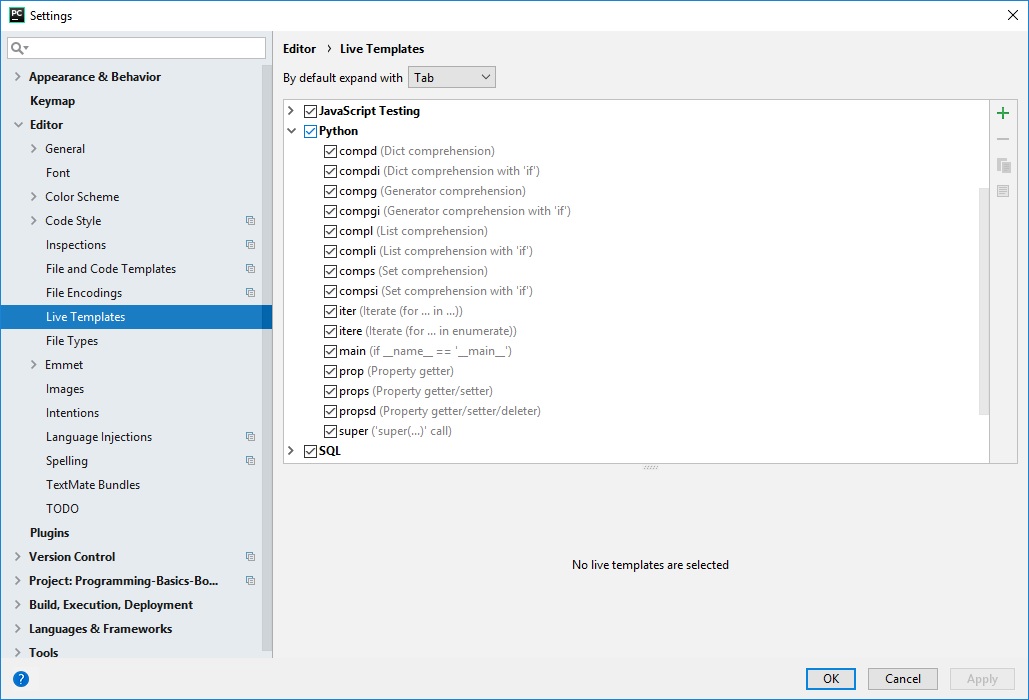 PC Settings
Appearance & Behavior
Keymap
Editor
General
Font
Color Scheme
Code Style
Inspections
File and Code Templates
File Encodings
Live Templates
File Types
Emmet
Images
Intentions
Language Injections
Spelling
TextMate Bundles
TODO
Plugins
Version Control
Project: Programming-Basics-Bo...
Build, Execution, Deployment
Languages & Frameworks
Tools
Editor › Live Templates
By default expand with Tab
JavaScript Testing
Python
compd (Dict comprehension)
compdi (Dict comprehension with 'if')
compg (Generator comprehension)
compgi (Generator comprehension with 'if')
compl (List comprehension)
compli (List comprehension with 'if')
comps (Set comprehension)
compsi (Set comprehension with 'if')
iter (Iterate (for ... in ...))
itere (Iterate (for ... in enumerate))
main (if __name__ == '__main__')
prop (Property getter)
props (Property getter/setter)
propsd (Property getter/setter/deleter)
super ('super(...)' call)
SQL
No live templates are selected
? OK Cancel Apply